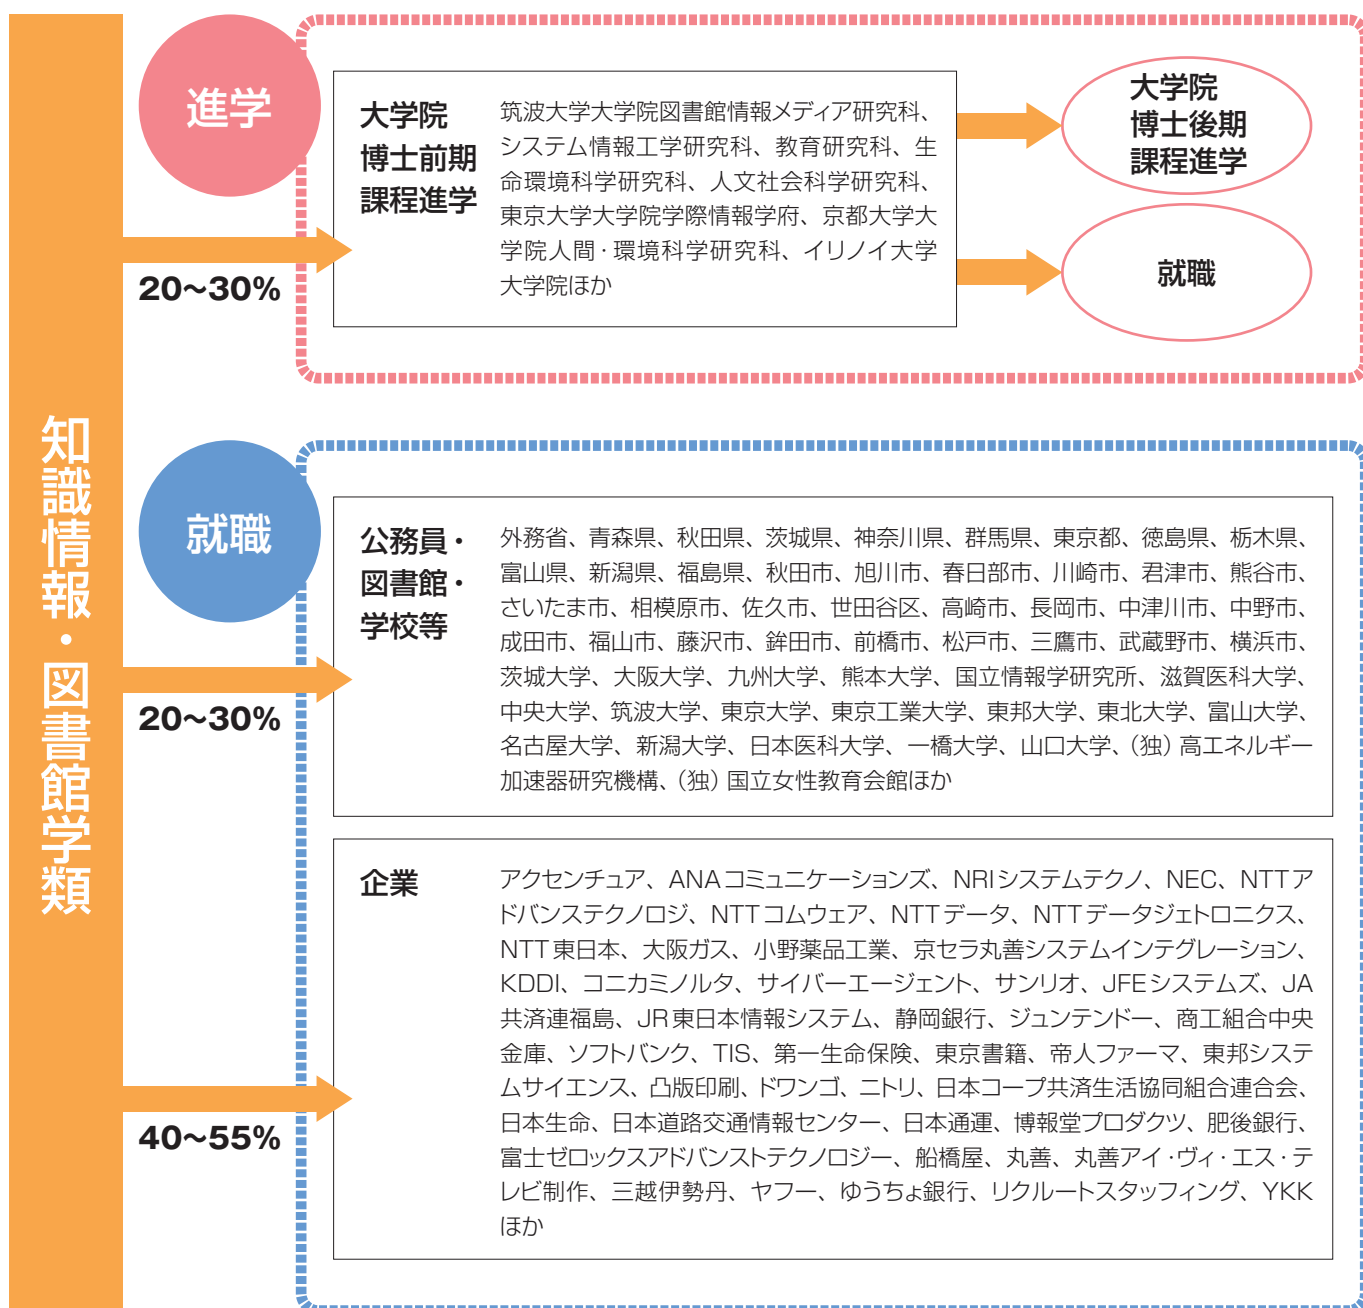 知識情報・図書館学類
進学
20〜30%
大学院
博士前期
課程進学
筑波大学大学院図書館情報メディア研究科、
システム情報工学研究科、教育研究科、生
命環境科学研究科、人文社会科学研究科、
東京大学大学院学際情報学府、京都大学大
学院人間・環境科学研究科、イリノイ大学
大学院ほか
大学院
博士後期
課程進学
就職
就職
20〜30%
公務員・
図書館・
学校等
外務省、青森県、秋田県、茨城県、神奈川県、群馬県、東京都、徳島県、栃木県、
富山県、新潟県、福島県、秋田市、旭川市、春日部市、川崎市、君津市、熊谷市、
さいたま市、相模原市、佐久市、世田谷区、高崎市、長岡市、中津川市、中野市、
成田市、福山市、藤沢市、鉾田市、前橋市、松戸市、三鷹市、武蔵野市、横浜市、
茨城大学、大阪大学、九州大学、熊本大学、国立情報学研究所、滋賀医科大学、
中央大学、筑波大学、東京大学、東京工業大学、東邦大学、東北大学、富山大学、
名古屋大学、新潟大学、日本医科大学、一橋大学、山口大学、（独）高エネルギー
加速器研究機構、（独）国立女性教育会館ほか
40〜55%
企業
アクセンチュア、ANAコミュニケーションズ、NRIシステムテクノ、NEC、NTTア
ドバンステクノロジ、NTTコムウェア、NTTデータ、NTTデータジェトロニクス、
NTT東日本、大阪ガス、小野薬品工業、京セラ丸善システムインテグレーション、
KDDI、コニカミノルタ、サイバーエージェント、サンリオ、JFEシステムズ、JA
共済連福島、JR東日本情報システム、静岡銀行、ジュンテンドー、商工組合中央
金庫、ソフトバンク、TIS、第一生命保険、東京書籍、帝人ファーマ、東邦システ
ムサイエンス、凸版印刷、ドワンゴ、ニトリ、日本コープ共済生活協同組合連合会、
日本生命、日本道路交通情報センター、日本通運、博報堂プロダクツ、肥後銀行、
富士ゼロックスアドバンストテクノロジー、船橋屋、丸善、丸善アイ・ヴィ・エス・テ
レビ制作、三越伊勢丹、ヤフー、ゆうちょ銀行、リクルートスタッフィング、YKK
ほか